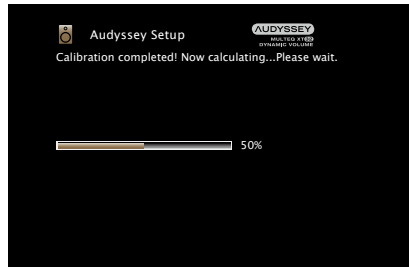 Audyssey Setup
AUDYSSEY
MULTEQ XT32
DYNAMIC VOLUME
Calibration completed! Now calculating...Please wait.
50%